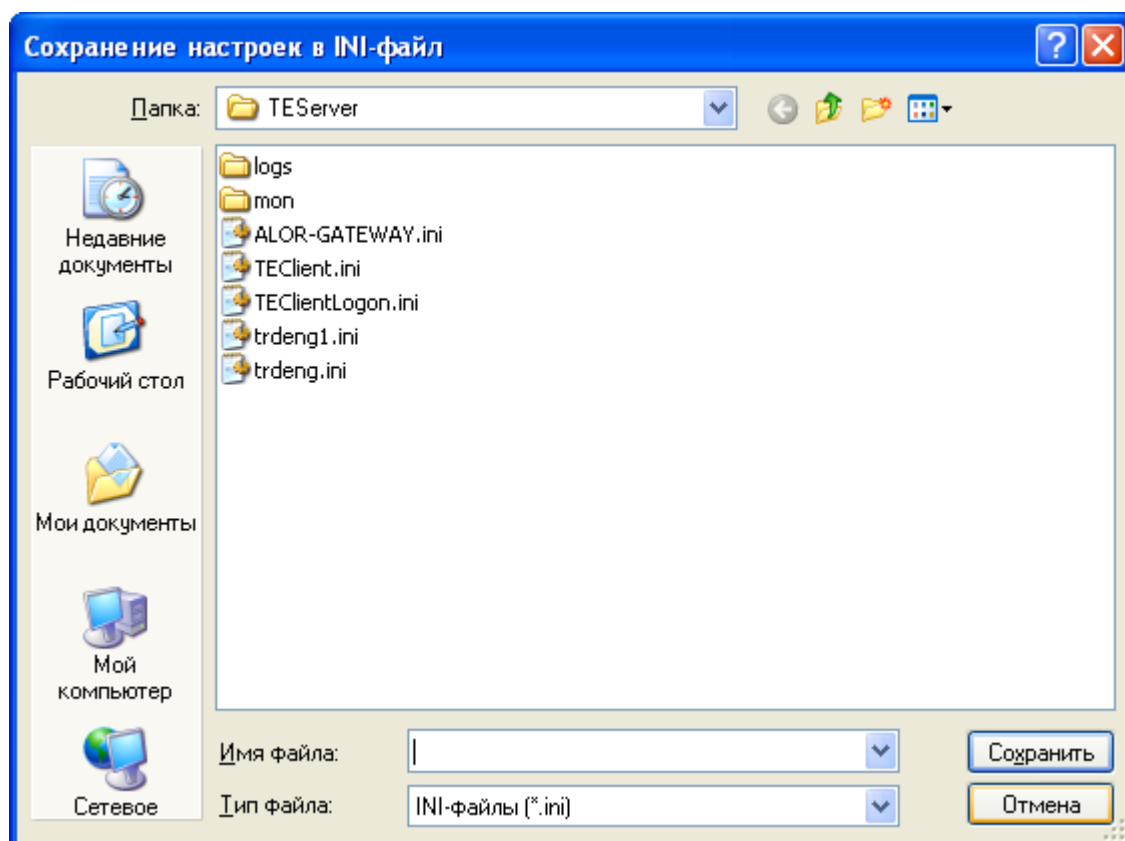 Сохранение настроек в INI-файл
Папка:
TEServer
Недавние
документы
Рабочий стол
Мои документы
Мой
компьютер
Сетевое
logs
mon
ALOR-GATEWAY.ini
TEClient.ini
TEClientLogon.ini
trdeng1.ini
trdeng.ini
Имя файла:
Сохранить
Тип файла:
INI-файлы (*.ini)
Отмена